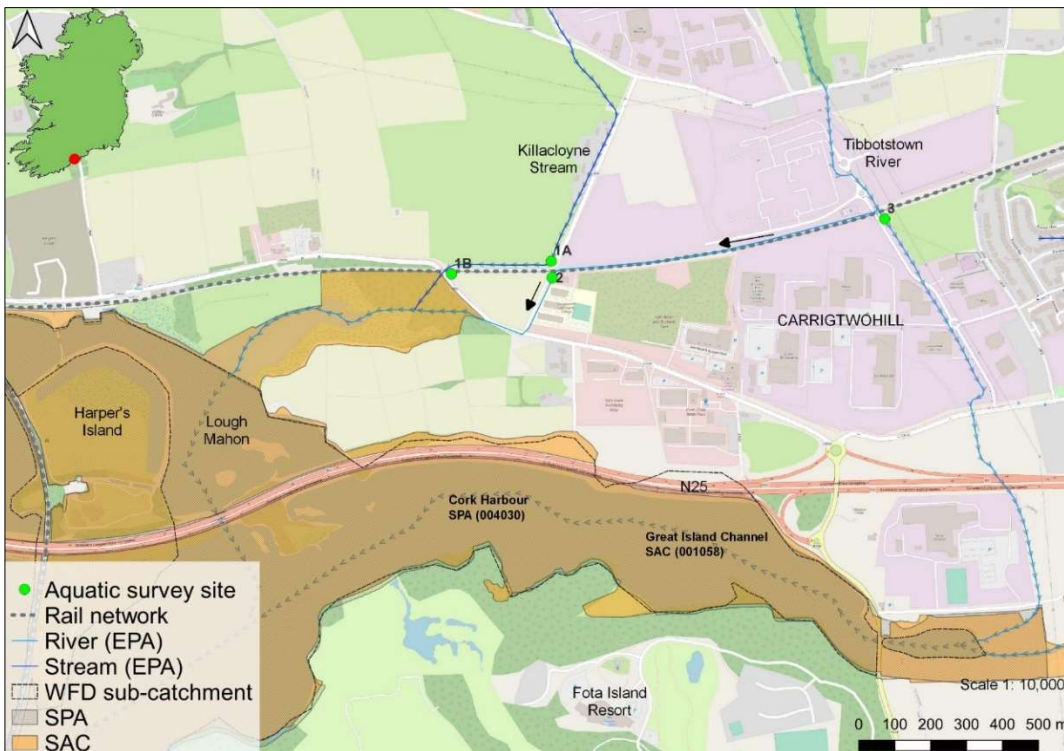 Killacloyne
Stream
Tibbotstown
River
3
1A
1B
2
CARRIGTWOHILL
Harper's
Island
Lough
Mahon
N25
Cork Harbour
SPA (004030)
Great Island Channel
SAC (001058)
Fota Island
Resort
Aquatic survey site
Rail network
River (EPA)
Stream (EPA)
WFD sub-catchment
SPA
SAC
Scale 1: 10,000
0 100 200 300 400 500 m